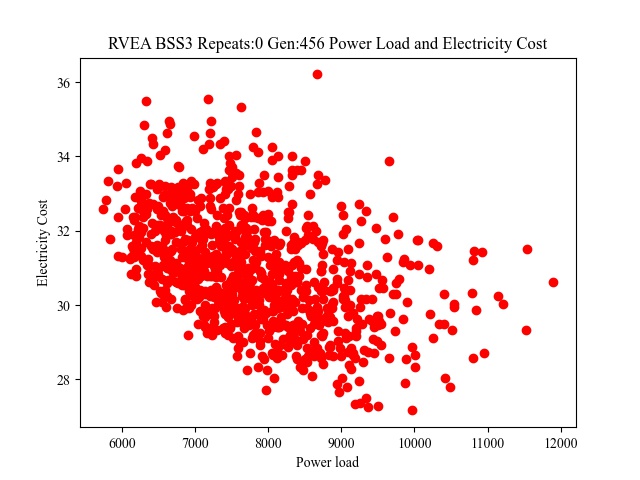 RVEA BSS3 Repeats:0 Gen:456 Power Load and Electricity Cost
36
34
32
30
28
Electricity Cost
6000 7000 8000 9000 10000 11000 12000
Power load